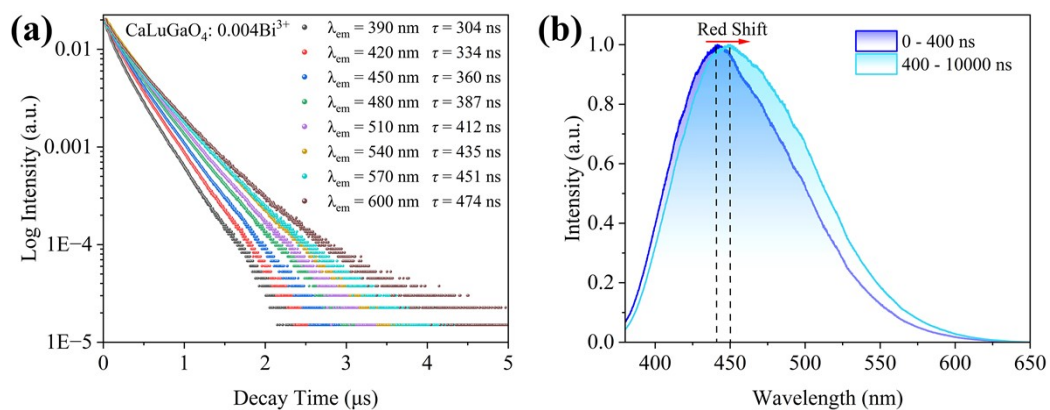 (a)
CaLuGaO₄: 0.004Bi³⁺
λem = 390 nm τ = 304 ns
λem = 420 nm τ = 334 ns
λem = 450 nm τ = 360 ns
λem = 480 nm τ = 387 ns
λem = 510 nm τ = 412 ns
λem = 540 nm τ = 435 ns
λem = 570 nm τ = 451 ns
λem = 600 nm τ = 474 ns
Log Intensity (a.u.)
0.01
0.001
1E−4
1E−5
0 1 2 3 4 5
Decay Time (μs)
(b)
Red Shift
0 - 400 ns
400 - 10000 ns
Intensity (a.u.)
1.0
0.8
0.6
0.4
0.2
0.0
400 450 500 550 600 650
Wavelength (nm)